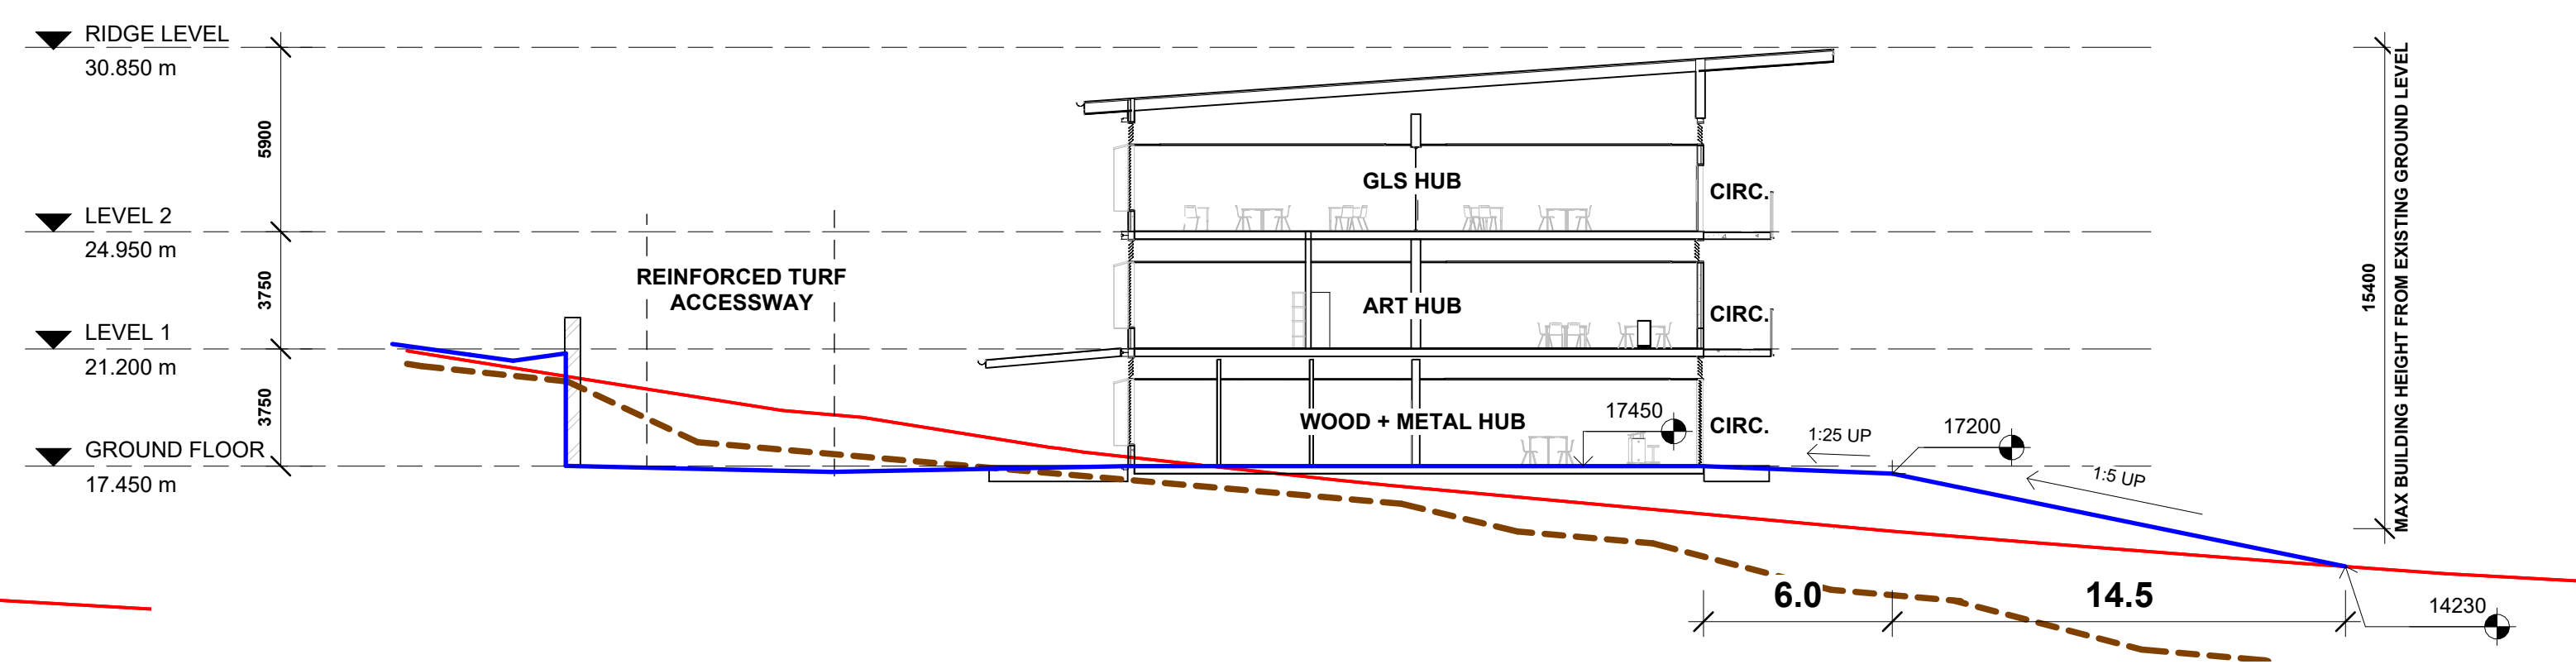 RIDGE LEVEL
30.850 m
5900
LEVEL 2
24.950 m
3750
LEVEL 1
21.200 m
3750
GROUND FLOOR
17.450 m
REINFORCED TURF
ACCESSWAY
GLS HUB
CIRC.
ART HUB
CIRC.
WOOD + METAL HUB
17450
CIRC.
1:25 UP
17200
1:5 UP
6.0
14.5
14230
15400
MAX BUILDING HEIGHT FROM EXISTING GROUND LEVEL